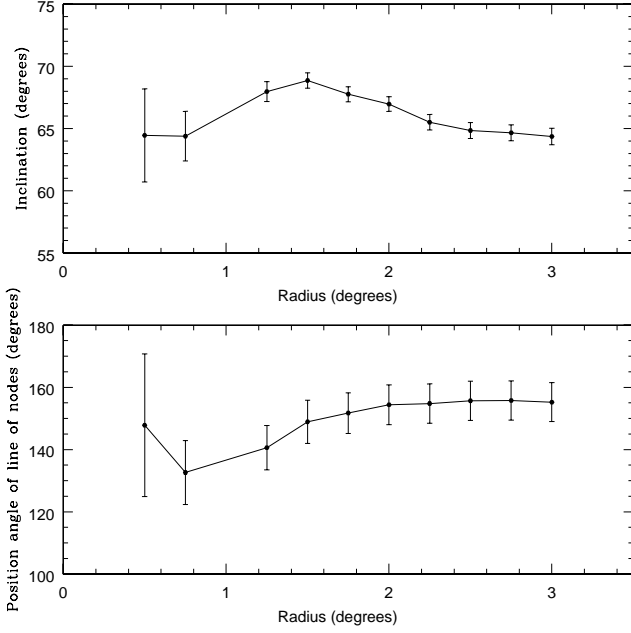 75
70
65
60
55
Inclination (degrees)
0 1 2 3
Radius (degrees)
180
160
140
120
100
Position angle of line of nodes (degrees)
0 1 2 3
Radius (degrees)